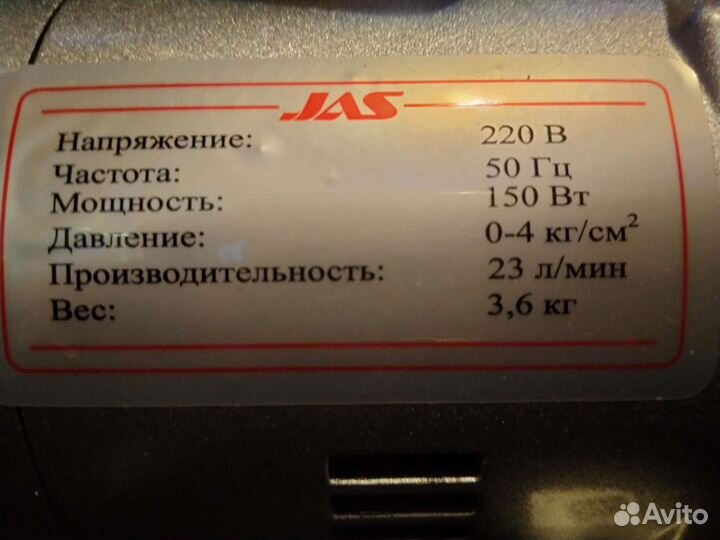 JAS
Напряжение: 220 В
Частота: 50 Гц
Мощность: 150 Вт
Давление: 0-4 кг/см²
Производительность: 23 л/мин
Вес: 3,6 кг
Avito